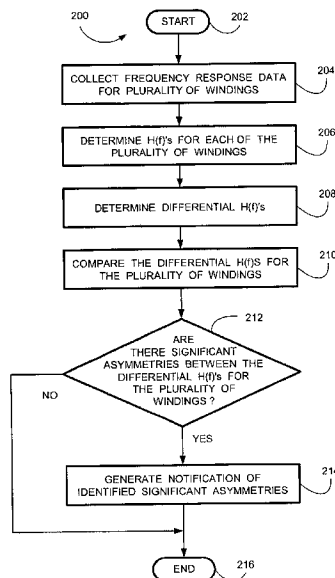 200
START
202
COLLECT FREQUENCY RESPONSE DATA
FOR PLURALITY OF WINDINGS
204
DETERMINE H(f)'s FOR EACH OF THE
PLURALITY OF WINDINGS
206
DETERMINE DIFFERENTIAL H(f)'s
208
COMPARE THE DIFFERENTIAL H(f)S FOR
THE PLURALITY OF WINDINGS
210
212
ARE
THERE SIGNIFICANT
ASYMMETRIES BETWEEN THE
DIFFERENTIAL H(f)'s FOR
THE PLURALITY OF
WINDINGS ?
NO
YES
GENERATE NOTIFICATION OF
IDENTIFIED SIGNIFICANT ASYMMETRIES
214
END
216